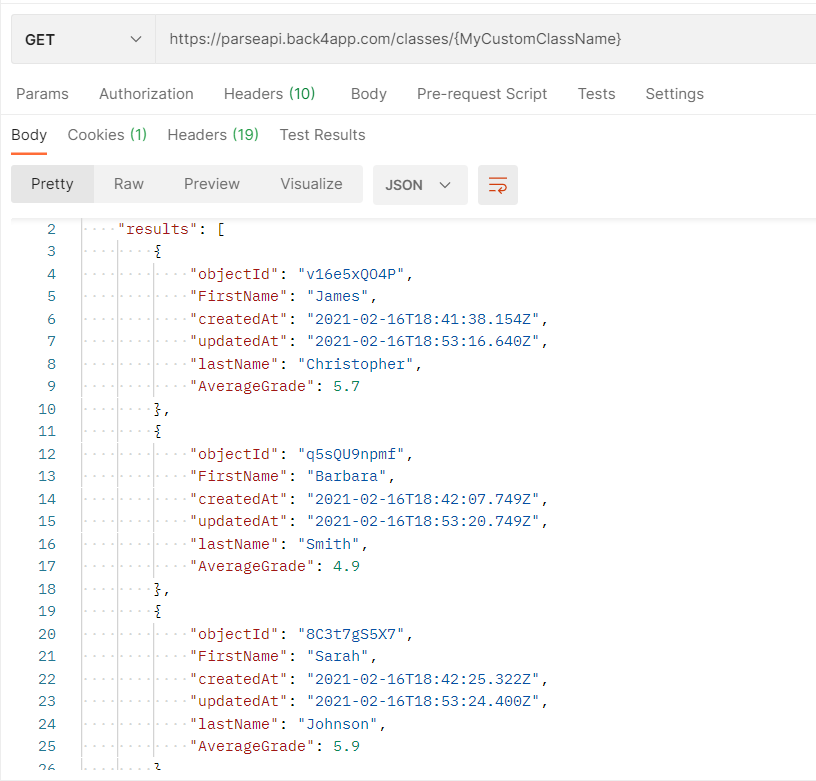 GET https://parseapi.back4app.com/classes/{MyCustomClassName}
Params Authorization Headers (10) Body Pre-request Script Tests Settings
Body Cookies (1) Headers (19) Test Results
Pretty Raw Preview Visualize JSON
2 "results": [
3 {
4 "objectId": "v16e5xQO4P",
5 "FirstName": "James",
6 "createdAt": "2021-02-16T18:41:38.154Z",
7 "updatedAt": "2021-02-16T18:53:16.640Z",
8 "lastName": "Christopher",
9 "AverageGrade": 5.7
10 },
11 {
12 "objectId": "q5sQU9npmf",
13 "FirstName": "Barbara",
14 "createdAt": "2021-02-16T18:42:07.749Z",
15 "updatedAt": "2021-02-16T18:53:20.749Z",
16 "lastName": "Smith",
17 "AverageGrade": 4.9
18 },
19 {
20 "objectId": "8C3t7gS5X7",
21 "FirstName": "Sarah",
22 "createdAt": "2021-02-16T18:42:25.322Z",
23 "updatedAt": "2021-02-16T18:53:24.400Z",
24 "lastName": "Johnson",
25 "AverageGrade": 5.9
26 }